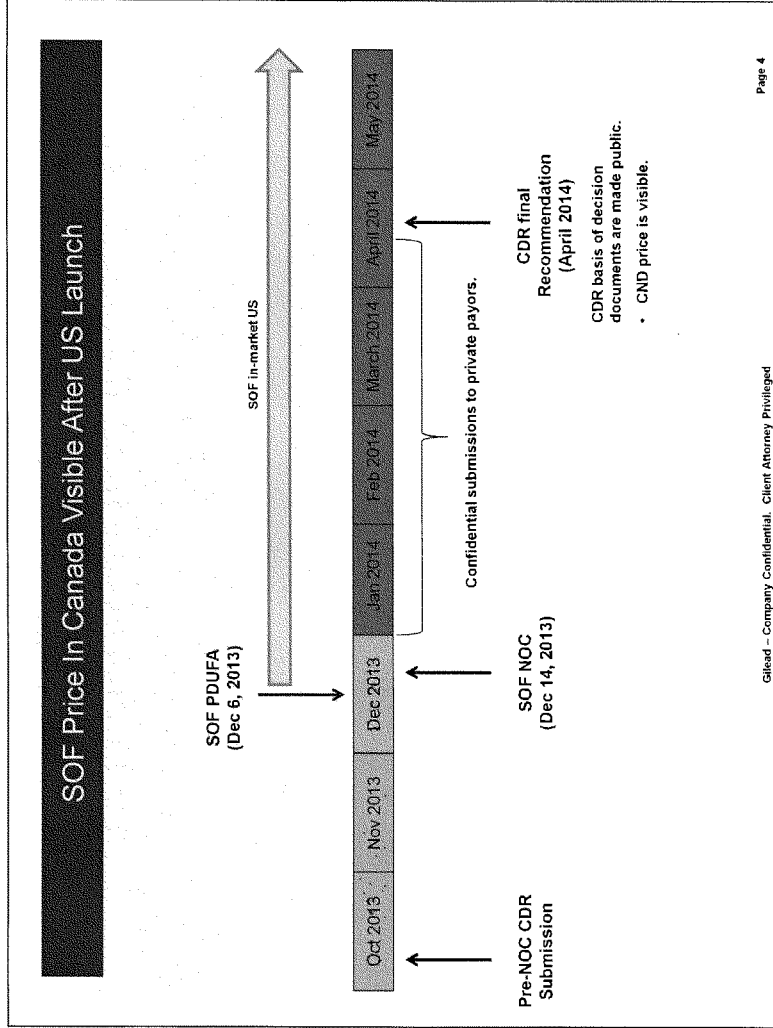 SOF Price In Canada Visible After US Launch
SOF PDUFA
(Dec 6, 2013)
SOF in-market US
Oct 2013
Nov 2013
Dec 2013
Jan 2014
Feb 2014
March 2014
April 2014
May 2014
Pre-NOC CDR
Submission
SOF NOC
(Dec 14, 2013)
Confidential submissions to private payors.
CDR final
Recommendation
(April 2014)
CDR basis of decision
documents are made public.
• CND price is visible.
Gilead – Company Confidential. Client Attorney Privileged
Page 4